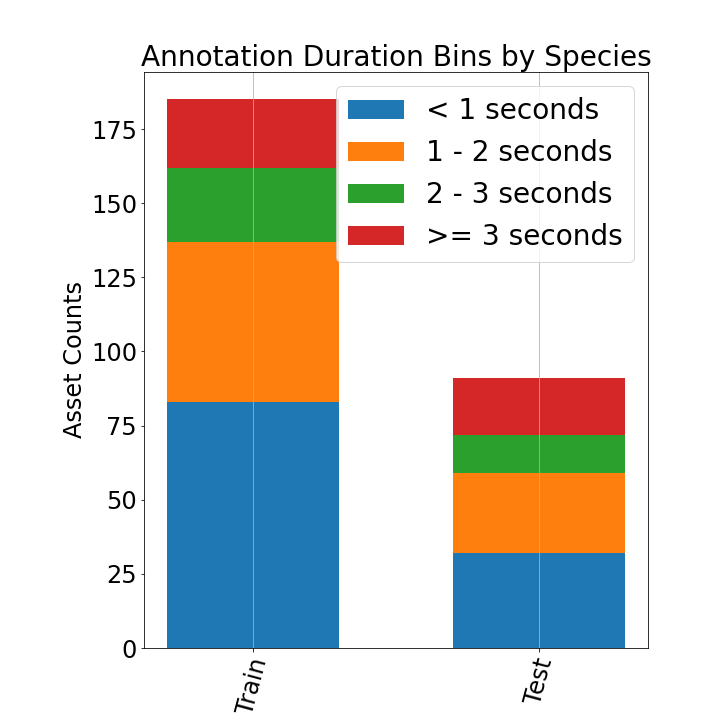 Annotation Duration Bins by Species
< 1 seconds
1 - 2 seconds
2 - 3 seconds
>= 3 seconds
Asset Counts
175
150
125
100
75
50
25
0
Train
Test